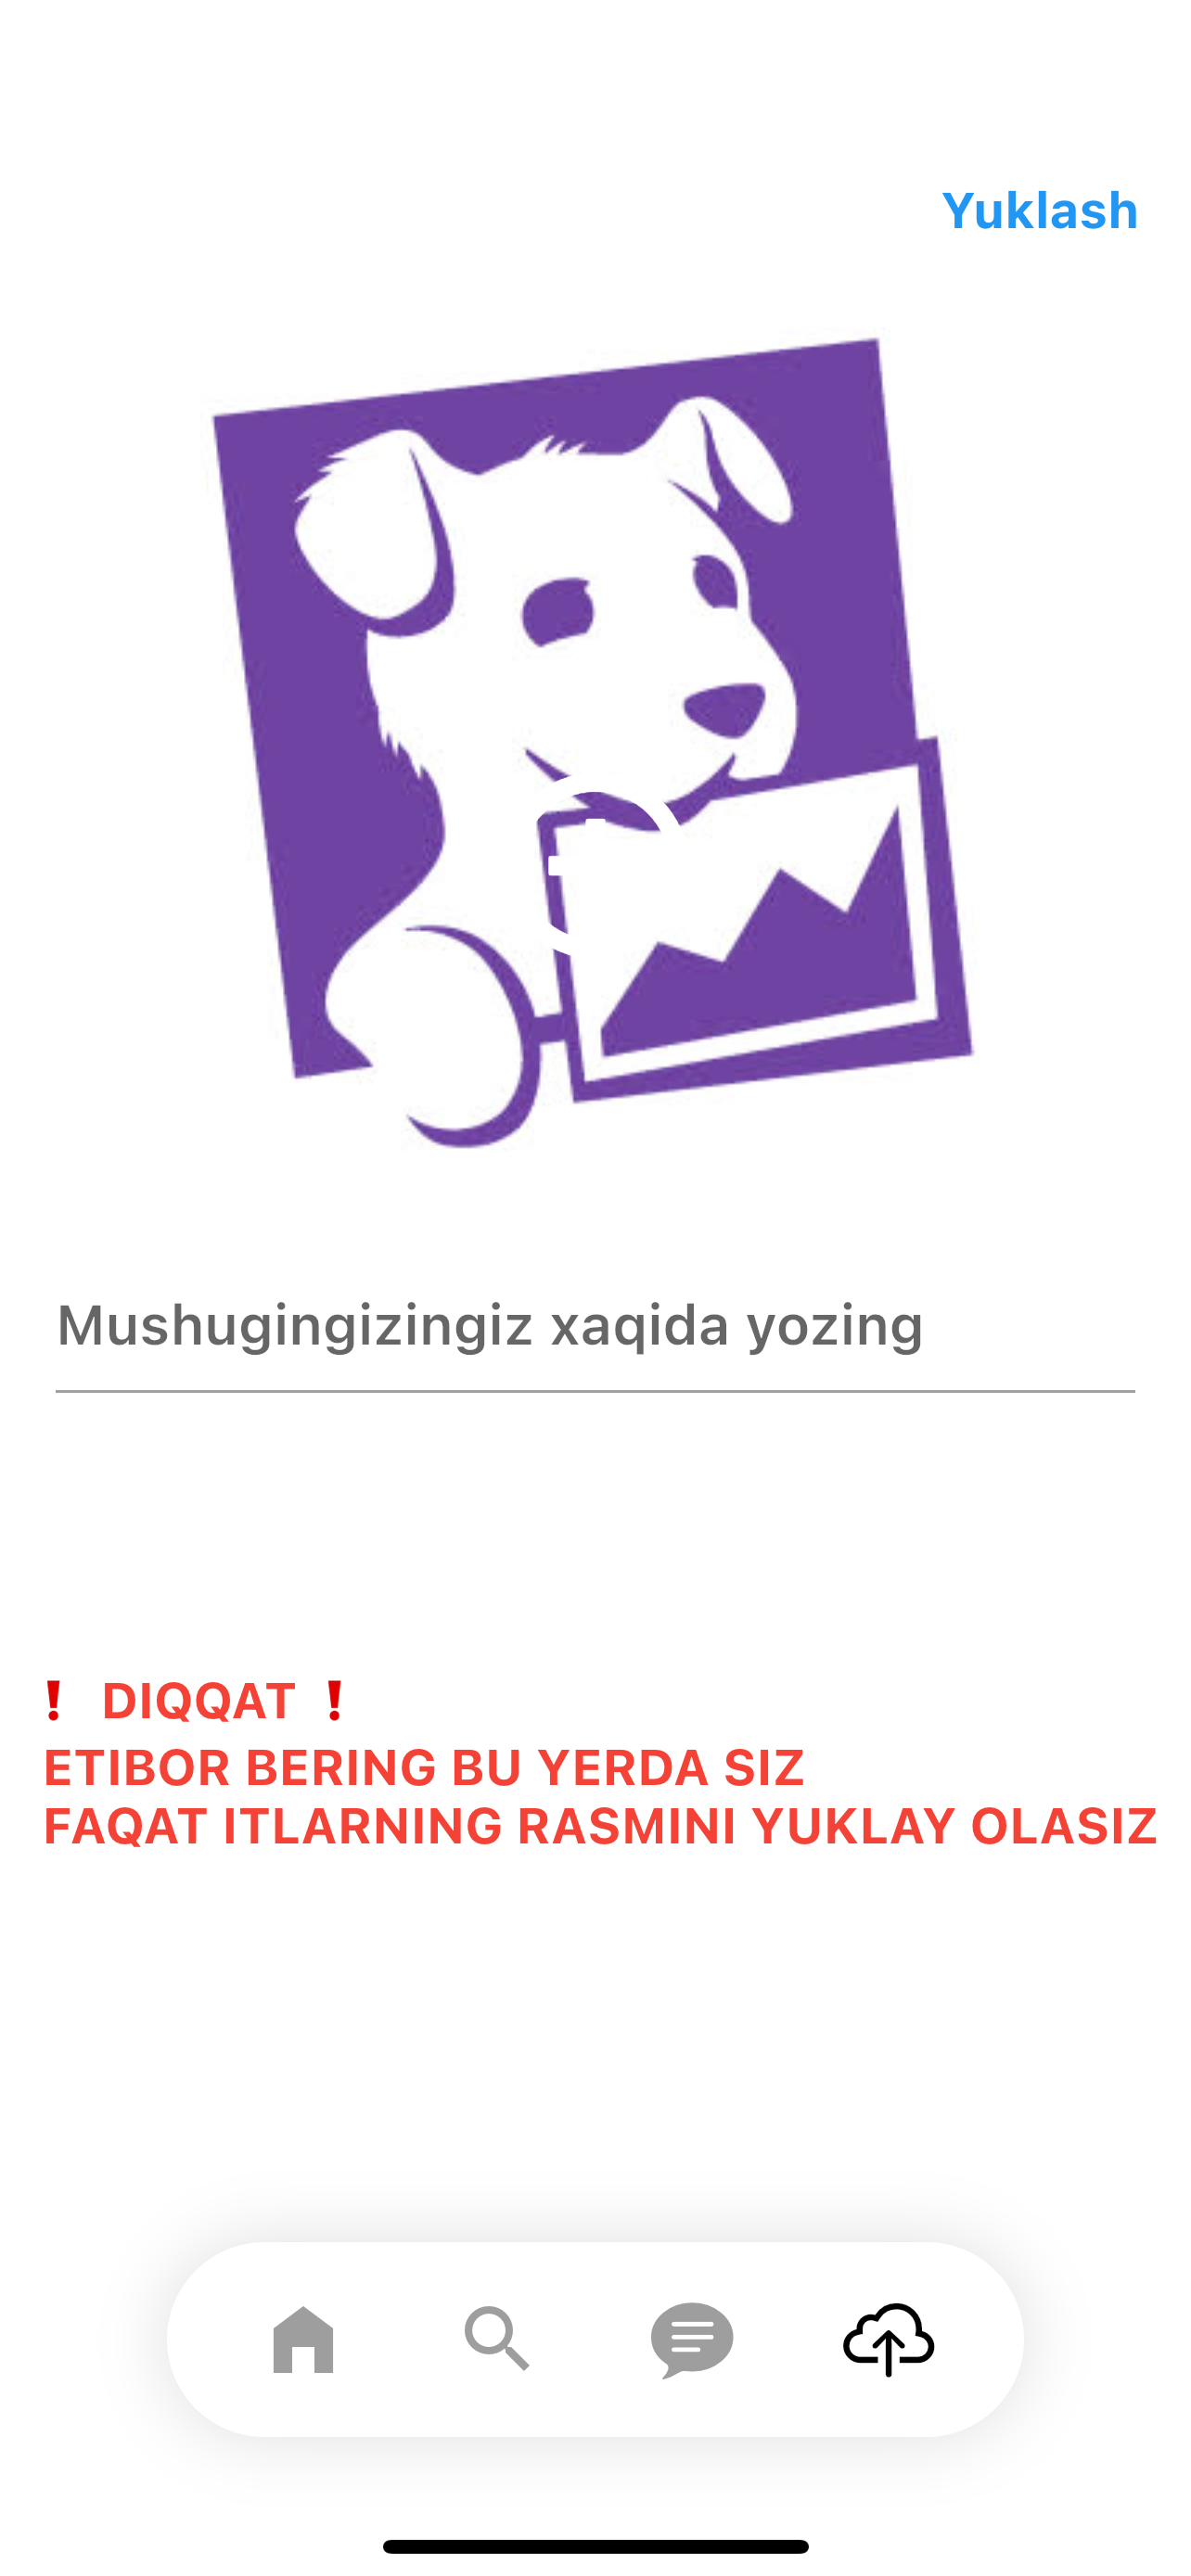 Yuklash
Mushugingizingiz xaqida yozing
❗ DIQQAT ❗
ETIBOR BERING BU YERDA SIZ
FAQAT ITLARNING RASMINI YUKLAY OLASIZ